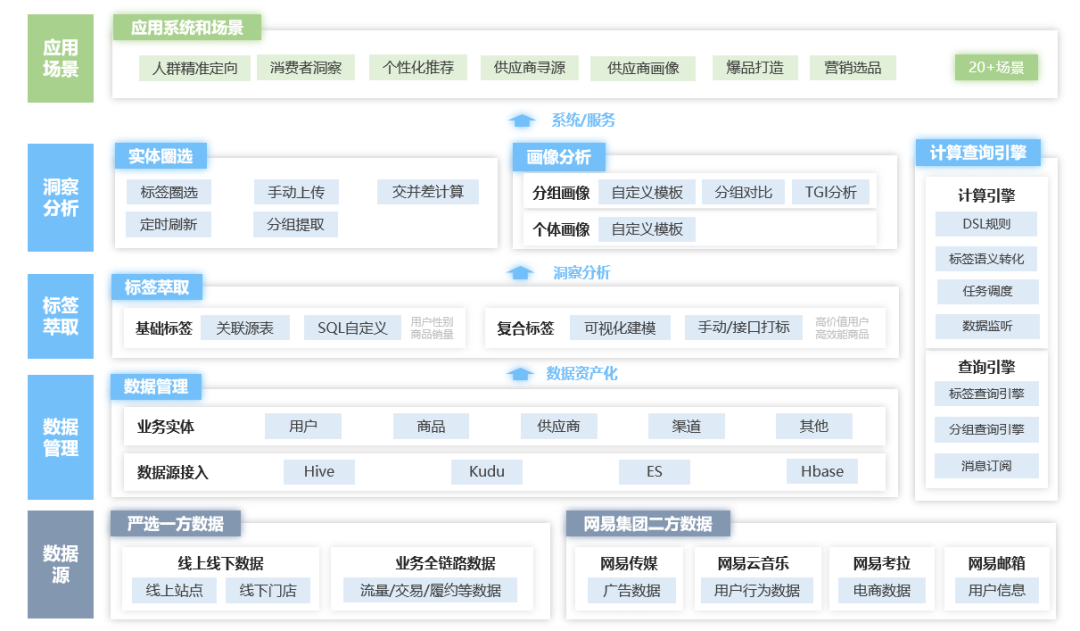 应用
场景
应用系统和场景
人群精准定向
消费者洞察
个性化推荐
供应商寻源
供应商画像
爆品打造
营销选品
20+场景
系统/服务
洞察
分析
实体圈选
标签圈选
手动上传
交并差计算
定时刷新
分组提取
画像分析
分组画像
自定义模板
分组对比
TGI分析
个体画像
自定义模板
计算查询引擎
计算引擎
DSL规则
标签语义转化
任务调度
数据监听
查询引擎
标签查询引擎
分组查询引擎
消息订阅
洞察分析
标签
萃取
标签萃取
基础标签
关联源表
SQL自定义
用户性别
商品销量
复合标签
可视化建模
手动/接口打标
高价值用户
高效能商品
数据资产化
数据
管理
数据管理
业务实体
用户
商品
供应商
渠道
其他
数据源接入
Hive
Kudu
ES
Hbase
数据
源
严选一方数据
线上线下数据
线上站点
线下门店
业务全链路数据
流量/交易/履约等数据
网易集团二方数据
网易传媒
广告数据
网易云音乐
用户行为数据
网易考拉
电商数据
网易邮箱
用户信息